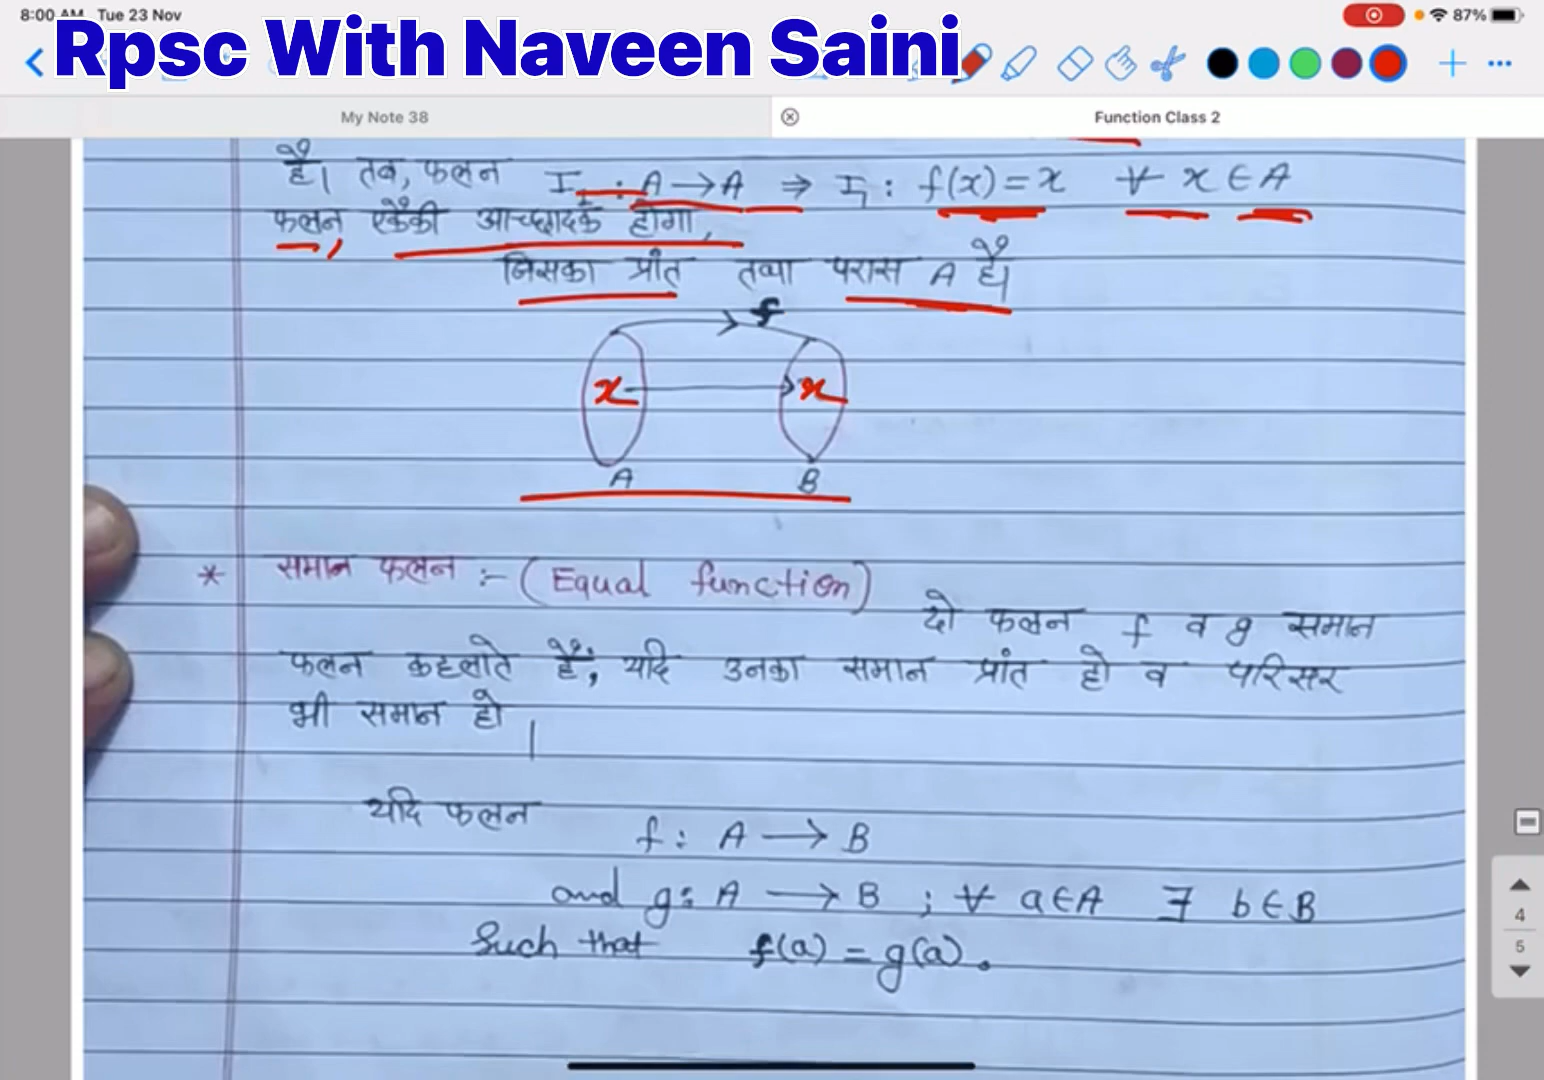 8:00 AM Tue 23 Nov
87%
Rpsc With Naveen Saini
My Note 38
Function Class 2
है। तब, फलन I : A → A ⇒ I₁ : f(x) = x ∀ x ∈ A
फलन, एकैकी आच्छादक होगा,
जिसका प्रांत तथा परास A है।
f
x x
A B
* समान फलन :- (Equal function)
दो फलन f व g समान
फलन कहलाते हैं, यदि उनका समान प्रांत हो व परिसर
भी समान हो।
यदि फलन
f : A → B
and g : A → B ; ∀ a ∈ A ∃ b ∈ B
Such that f(a) = g(a).
4
5